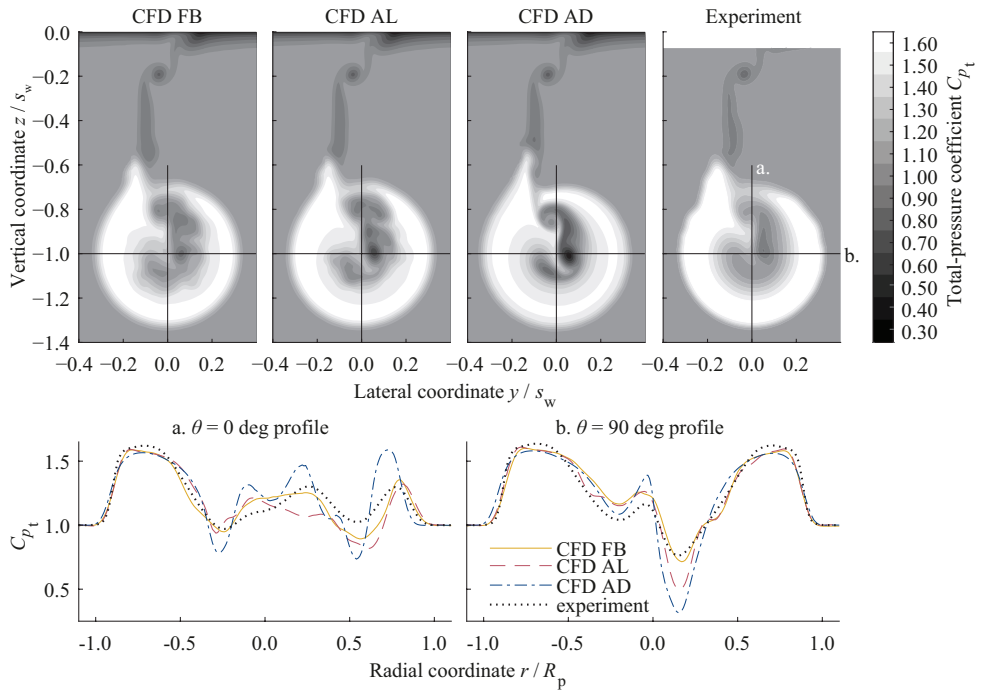 CFD FB CFD AL CFD AD Experiment
0.0
−0.2
−0.4
−0.6
−0.8
−1.0
−1.2
−1.4
Vertical coordinate z / s_w
a.
b.
−0.4 −0.2 0.0 0.2 −0.4 −0.2 0.0 0.2 −0.4 −0.2 0.0 0.2 −0.4 −0.2 0.0 0.2
Lateral coordinate y / s_w
1.60
1.50
1.40
1.30
1.20
1.10
1.00
0.90
0.80
0.70
0.60
0.50
0.40
0.30
Total-pressure coefficient C_p_t
a. θ = 0 deg profile
b. θ = 90 deg profile
1.5
1.0
0.5
C_p_t
CFD FB
CFD AL
CFD AD
experiment
-1.0 -0.5 0.0 0.5 1.0 -1.0 -0.5 0.0 0.5 1.0
Radial coordinate r / R_p